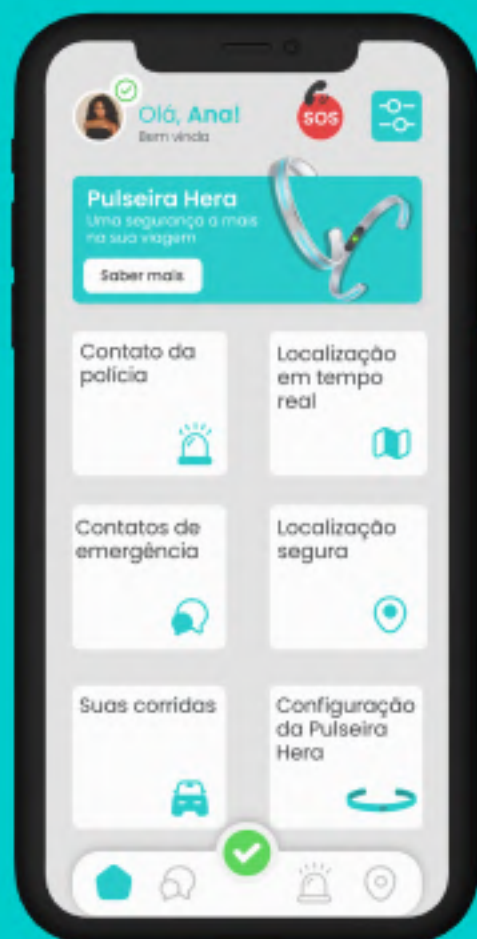 Olá, Ana!
Bem vinda
SOS
Pulseira Hera
Uma segurança a mais
na sua viagem
Saber mais
Contato da
polícia
Localização
em tempo
real
Contatos de
emergência
Localização
segura
Suas corridas
Configuração
da Pulseira
Hera